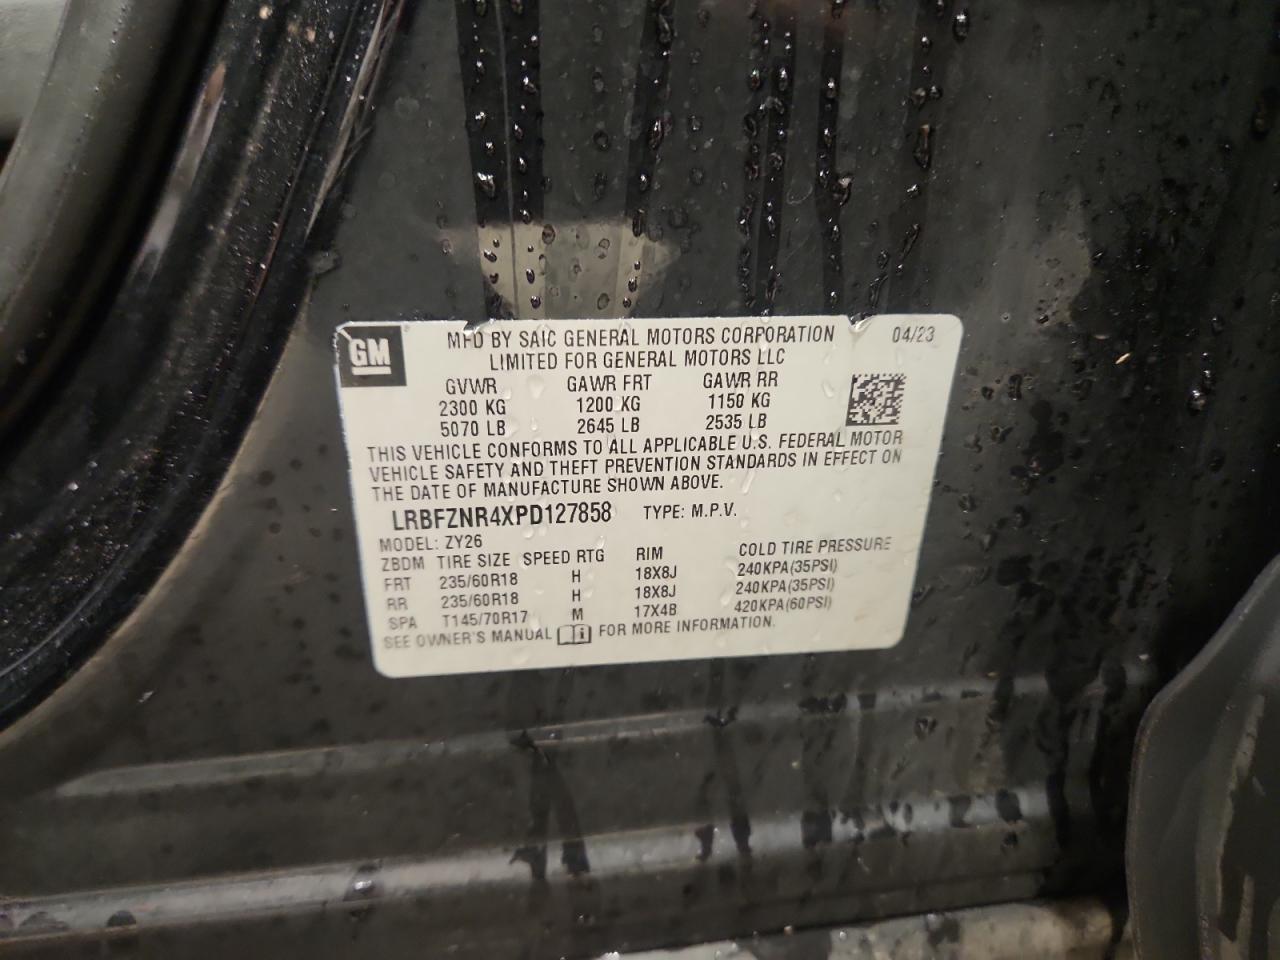 GM
MFD BY SAIC GENERAL MOTORS CORPORATION 04/23
LIMITED FOR GENERAL MOTORS LLC
GVWR GAWR FRT GAWR RR
2300 KG 1200 KG 1150 KG
5070 LB 2645 LB 2535 LB
THIS VEHICLE CONFORMS TO ALL APPLICABLE U.S. FEDERAL MOTOR
VEHICLE SAFETY AND THEFT PREVENTION STANDARDS IN EFFECT ON
THE DATE OF MANUFACTURE SHOWN ABOVE.
LRBFZNR4XPD127858 TYPE: M.P.V.
MODEL: ZY26
ZBDM TIRE SIZE SPEED RTG RIM COLD TIRE PRESSURE
FRT 235/60R18 H 18X8J 240KPA(35PSI)
RR 235/60R18 H 18X8J 240KPA(35PSI)
SPA T145/70R17 M 17X4B 420KPA(60PSI)
SEE OWNER'S MANUAL FOR MORE INFORMATION.